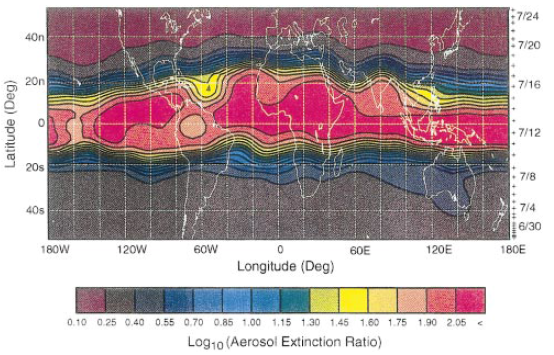 7/24
40n
7/20
20n
7/16
Latitude (Deg)
0
7/12
20s
7/8
40s
7/4
6/30
180W 120W 60W 0 60E 120E 180E
Longitude (Deg)
0.10 0.25 0.40 0.55 0.70 0.85 1.00 1.15 1.30 1.45 1.60 1.75 1.90 2.05 <
Log10 (Aerosol Extinction Ratio)